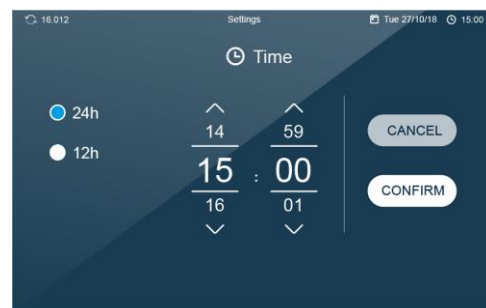 16.012 Settings Tue 27/10/18 15:00
Time
24h
12h
14 59
15 : 00
16 01
CANCEL
CONFIRM